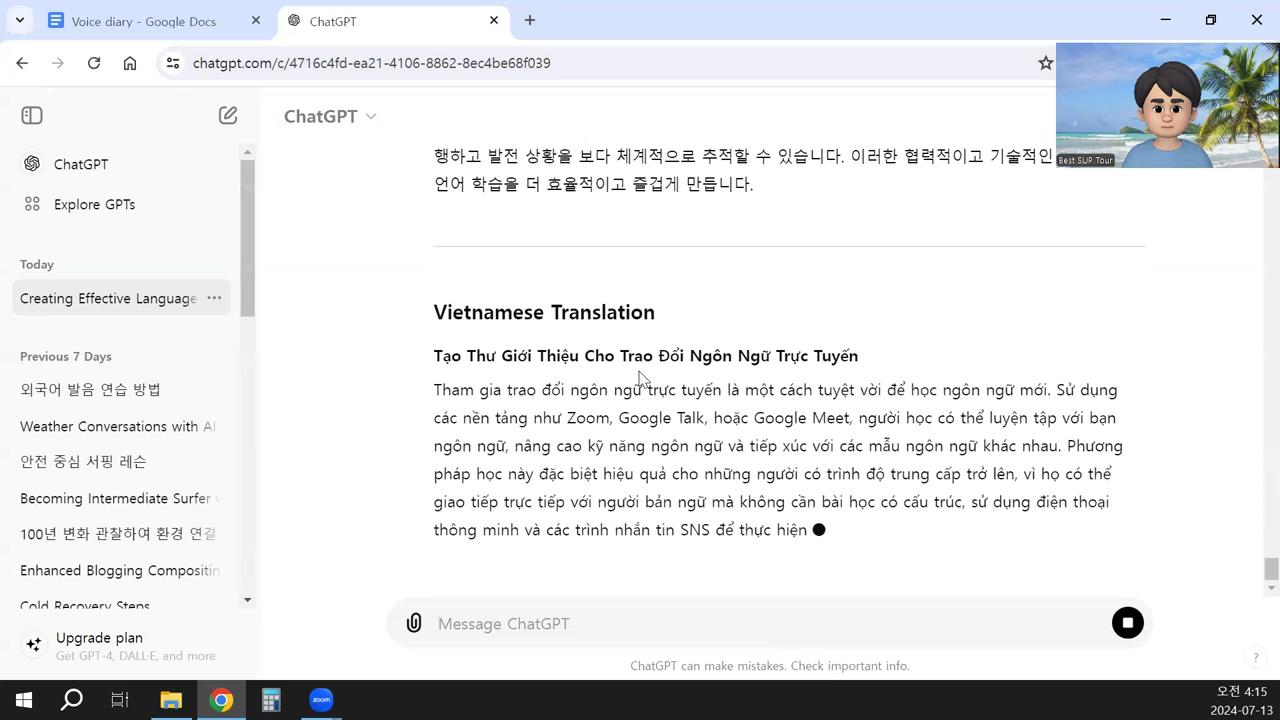 Voice diary - Google Docs
ChatGPT
chatgpt.com/c/4716c4fd-ea21-4106-8862-8ec4be68f039
Best SUP Tour
ChatGPT
Explore GPTs
Today
Creating Effective Language
Previous 7 Days
외국어 발음 연습 방법
Weather Conversations with AI
안전 중심 서핑 레슨
Becoming Intermediate Surfer
100년 변화 관찰하여 환경 연결
Enhanced Blogging Compositin
Cold Recovery Steps
Upgrade plan
Get GPT-4, DALL·E, and more
ChatGPT
행하고 발전 상황을 보다 체계적으로 추적할 수 있습니다. 이러한 협력적이고 기술적인
언어 학습을 더 효율적이고 즐겁게 만듭니다.
Vietnamese Translation
Tạo Thư Giới Thiệu Cho Trao Đổi Ngôn Ngữ Trực Tuyến
Tham gia trao đổi ngôn ngữ trực tuyến là một cách tuyệt vời để học ngôn ngữ mới. Sử dụng
các nền tảng như Zoom, Google Talk, hoặc Google Meet, người học có thể luyện tập với bạn
ngôn ngữ, nâng cao kỹ năng ngôn ngữ và tiếp xúc với các mẫu ngôn ngữ khác nhau. Phương
pháp học này đặc biệt hiệu quả cho những người có trình độ trung cấp trở lên, vì họ có thể
giao tiếp trực tiếp với người bản ngữ mà không cần bài học có cấu trúc, sử dụng điện thoại
thông minh và các trình nhắn tin SNS để thực hiện
Message ChatGPT
ChatGPT can make mistakes. Check important info.
?
zoom
오전 4:15
2024-07-13